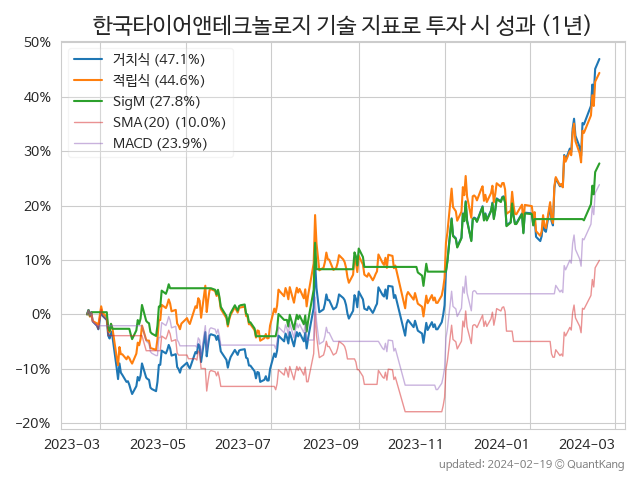 한국타이어앤테크놀로지 기술 지표로 투자 시 성과 (1년)
50%
40%
30%
20%
10%
0%
−10%
−20%
거치식 (47.1%)
적립식 (44.6%)
SigM (27.8%)
SMA(20) (10.0%)
MACD (23.9%)
2023-03 2023-05 2023-07 2023-09 2023-11 2024-01 2024-03
updated: 2024-02-19 © QuantKang